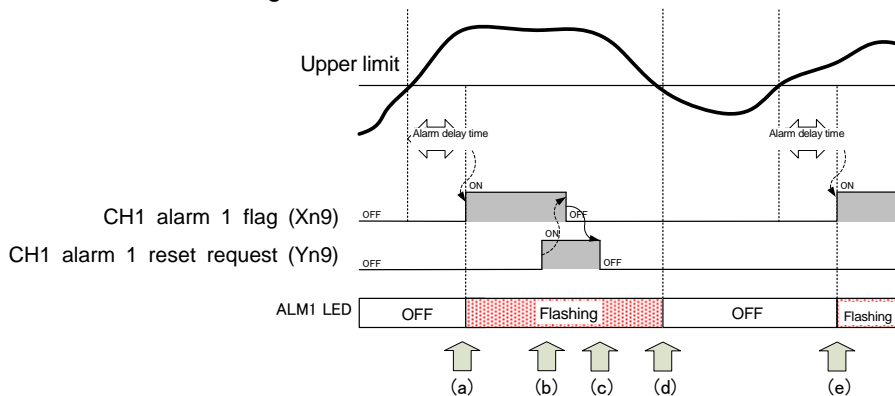 Upper limit
Alarm delay time
Alarm delay time
ON
ON
CH1 alarm 1 flag (Xn9)
OFF
OFF
ON
CH1 alarm 1 reset request (Yn9)
OFF
OFF
ALM1 LED
OFF
Flashing
OFF
Flashing
(a)
(b)
(c)
(d)
(e)